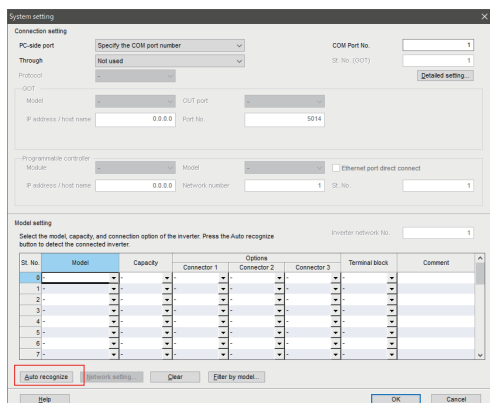 System setting
Connection setting
PC-side port Specify the COM port number COM Port No. 1
Through Not used St. No. (GOT) 1
Protocol - Detailed setting...
GOT
Model - OUT port -
IP address / host name 0.0.0.0 Port No. 5014
Programmable controller
Module - Model - Ethernet port direct connect
IP address / host name 0.0.0.0 Network number 1 St. No. 1
Model setting
Select the model, capacity, and connection option of the inverter. Press the Auto recognize Inverter network No. 1
button to detect the connected inverter.
St. No. Model Capacity Options Terminal block Comment
Connector 1 Connector 2 Connector 3
0 - - - - - -
1 - - - - - -
2 - - - - - -
3 - - - - - -
4 - - - - - -
5 - - - - - -
6 - - - - - -
7 - - - - - -
Auto recognize Network setting... Clear Filter by model...
Help OK Cancel